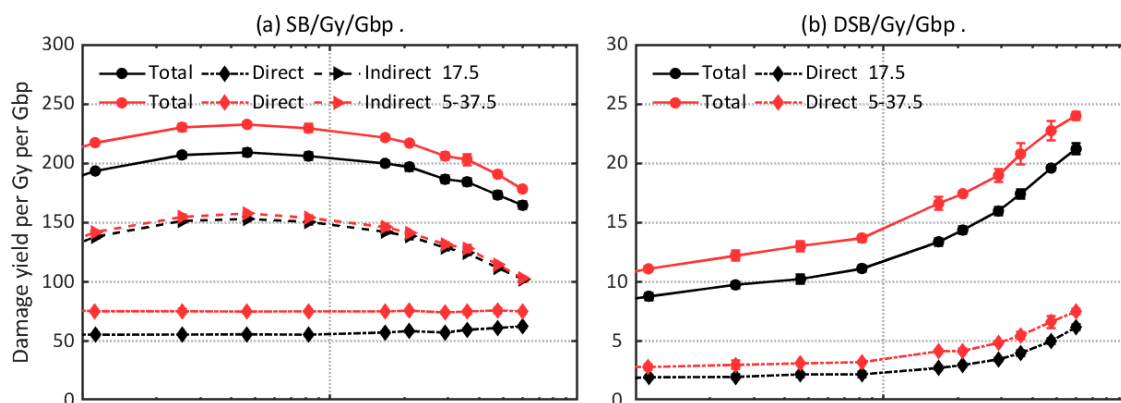 (a) SB/Gy/Gbp .
(b) DSB/Gy/Gbp .
Damage yield per Gy per Gbp
300
250
200
150
100
50
0
Total Direct Indirect 17.5
Total Direct Indirect 5-37.5
30
25
20
15
10
5
0
Total Direct 17.5
Total Direct 5-37.5